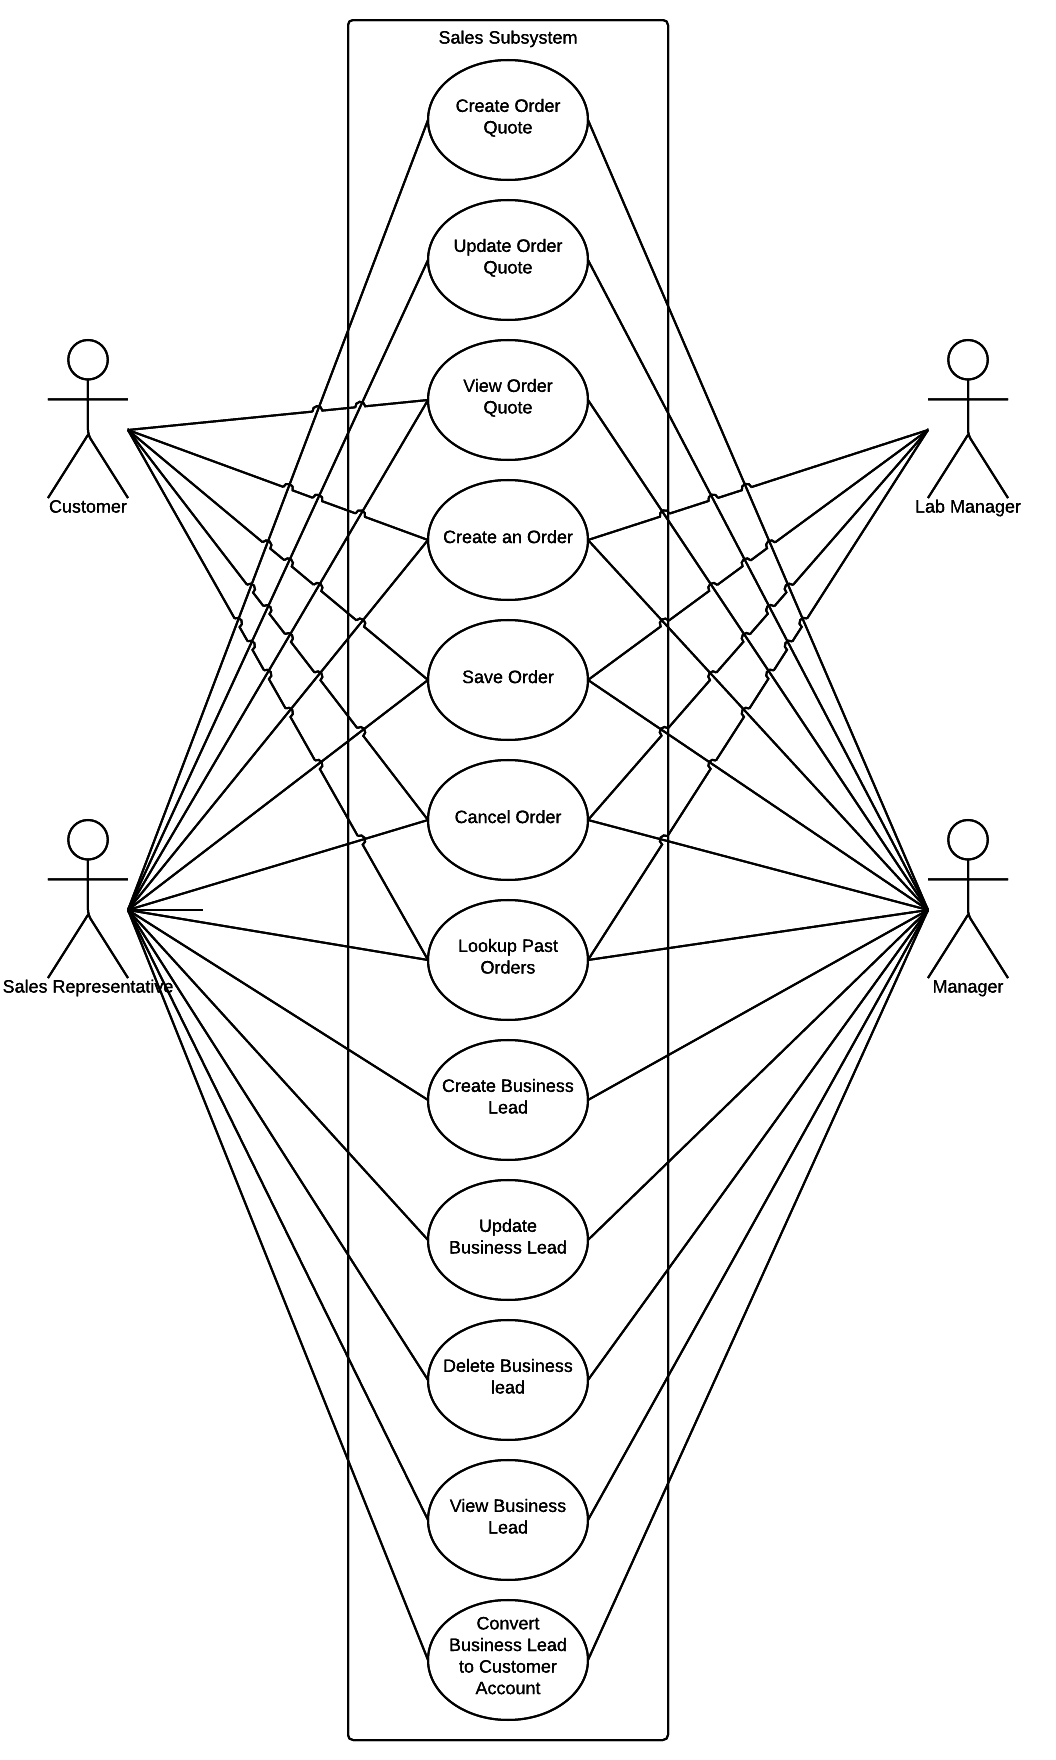 Sales Subsystem
Create Order
Quote
Update Order
Quote
View Order
Quote
Customer
Lab Manager
Create an Order
Save Order
Cancel Order
Lookup Past
Orders
Sales Representative
Manager
Create Business
Lead
Update
Business Lead
Delete Business
lead
View Business
Lead
Convert
Business Lead
to Customer
Account